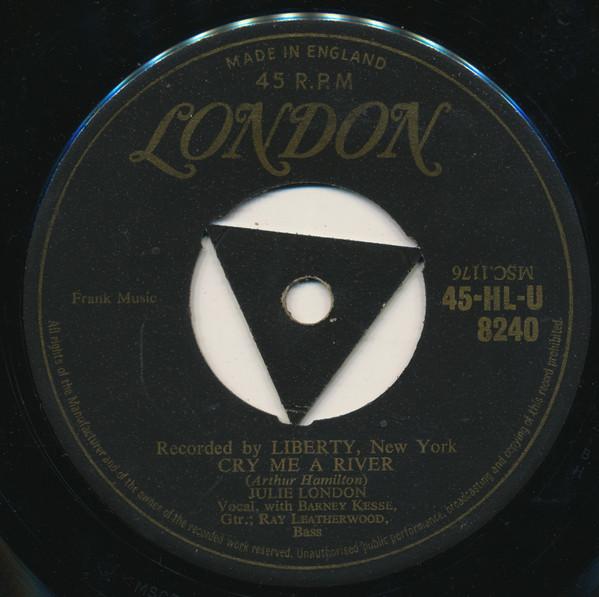 MADE IN ENGLAND
45 R.P.M
LONDON
MSC.1176
Frank Music
45-HL-U
8240
Recorded by LIBERTY, New York
CRY ME A RIVER
(Arthur Hamilton)
JULIE LONDON
Vocal, with BARNEY KESSE,
Gtr.; RAY LEATHERWOOD,
Bass
All rights of the Manufacturer and of the owner of the recorded work reserved. Unauthorised public performance, broadcasting and copying of this record prohibited.